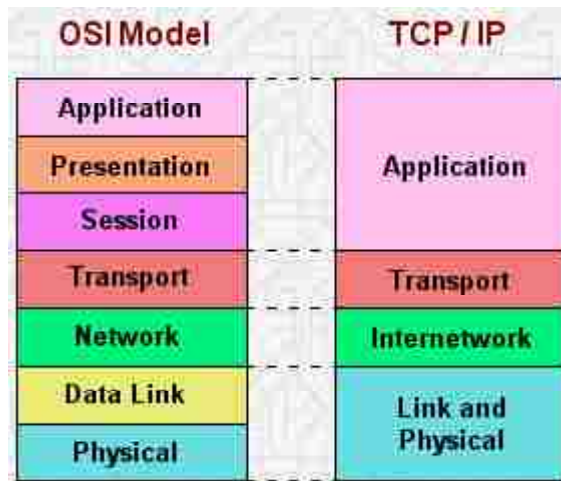 OSI Model
TCP / IP
Application
Presentation
Session
Transport
Network
Data Link
Physical
Application
Transport
Internetwork
Link and
Physical